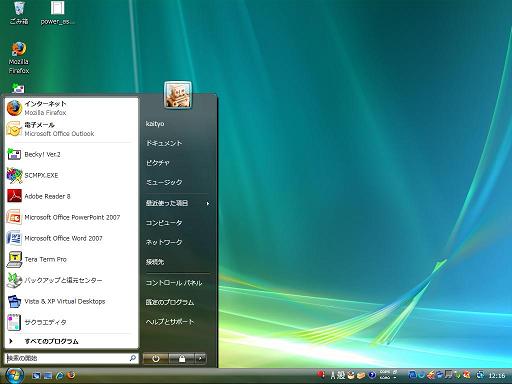 ごみ箱
power_as...
Mozilla
Firefox
インターネット
Mozilla Firefox
電子メール
Microsoft Office Outlook
Becky! Ver.2
SCMPX.EXE
Adobe Reader 8
Microsoft Office PowerPoint 2007
Microsoft Office Word 2007
Tera Term Pro
バックアップと復元センター
Vista & XP Virtual Desktops
サクラエディタ
すべてのプログラム
検索の開始
kaityo
ドキュメント
ピクチャ
ミュージック
最近使った項目
コンピュータ
ネットワーク
接続先
コントロール パネル
既定のプログラム
ヘルプとサポート
A 般
CAPS
KANA
12:16